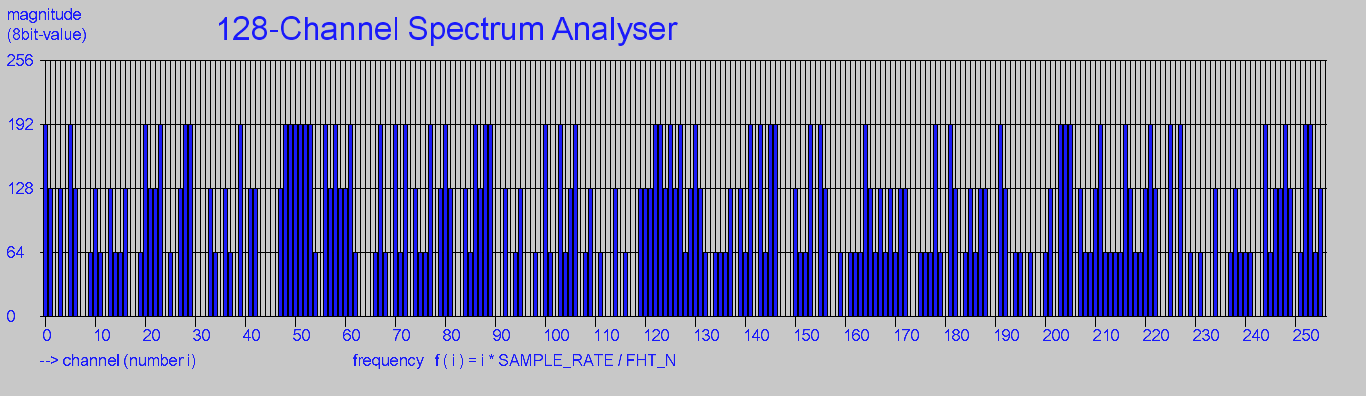 magnitude
(8bit-value)
128-Channel Spectrum Analyser
256
192
128
64
0
0 10 20 30 40 50 60 70 80 90 100 110 120 130 140 150 160 170 180 190 200 210 220 230 240 250
--> channel (number i)
frequency f ( i ) = i * SAMPLE_RATE / FHT_N